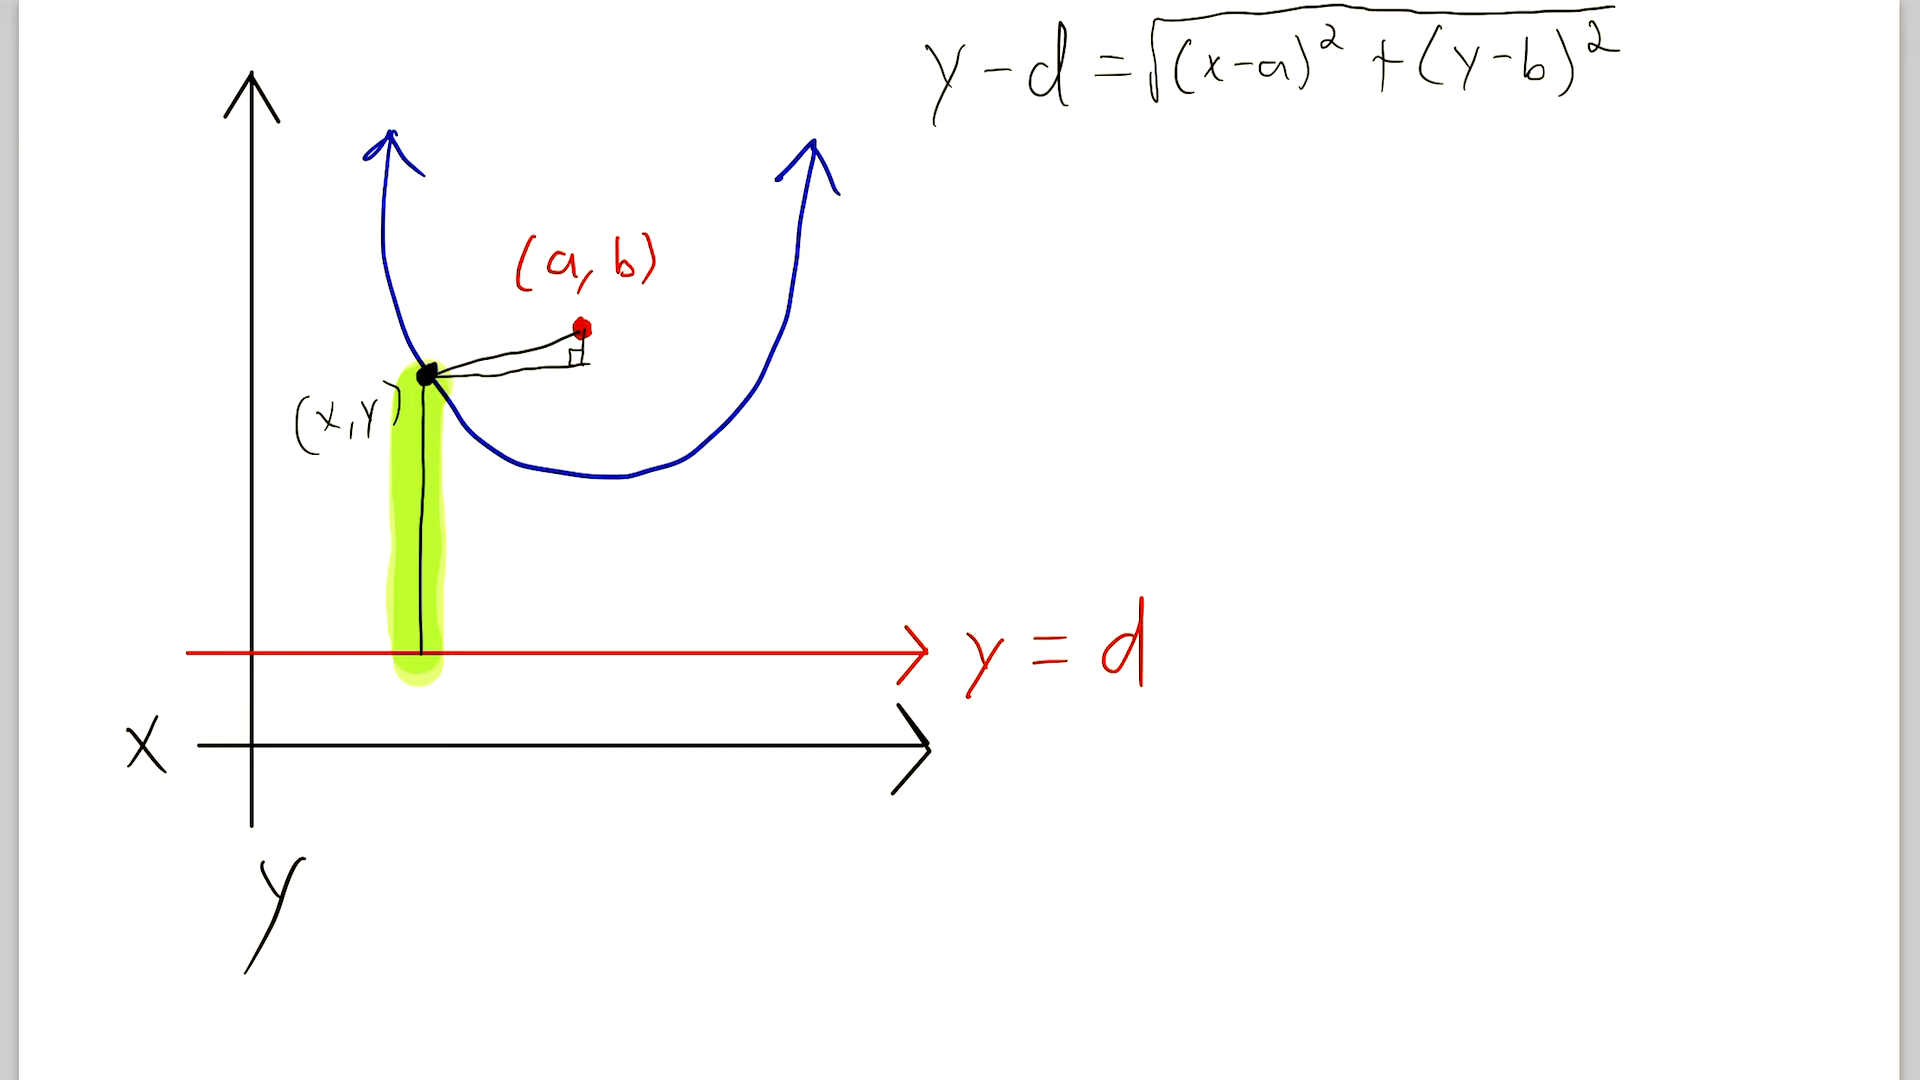 y-d = √(x-a)² + (y-b)²
(a, b)
(x, y)
y = d
x
y